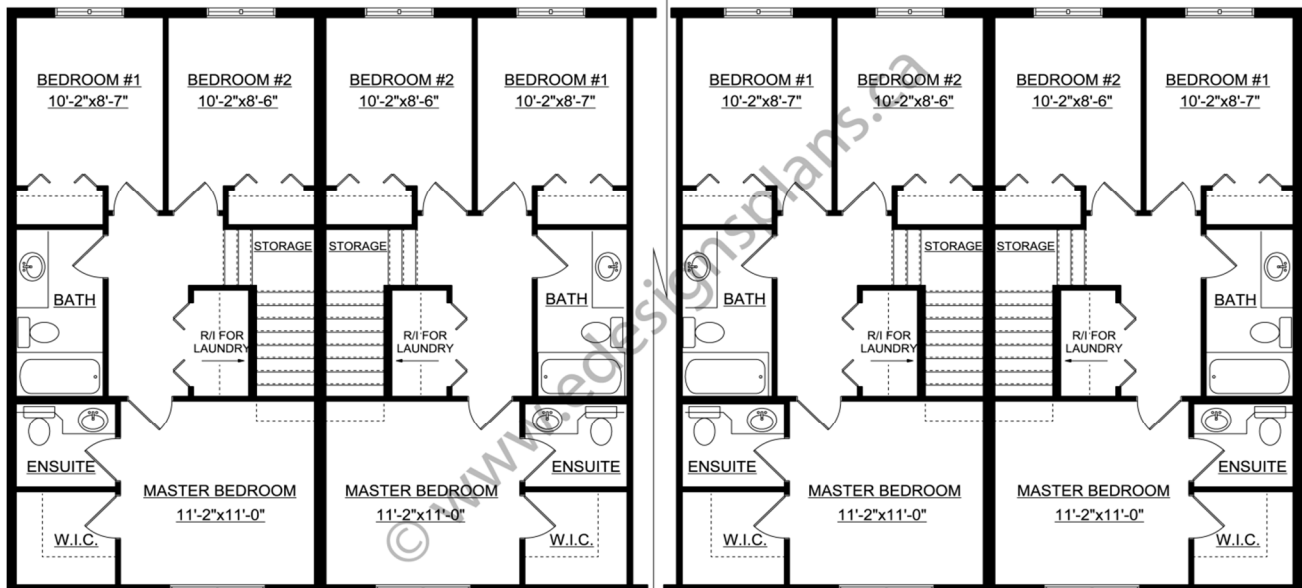 BEDROOM #1
10'-2"x8'-7"
BEDROOM #2
10'-2"x8'-6"
BEDROOM #2
10'-2"x8'-6"
BEDROOM #1
10'-2"x8'-7"
BEDROOM #1
10'-2"x8'-7"
BEDROOM #2
10'-2"x8'-6"
BEDROOM #2
10'-2"x8'-6"
BEDROOM #1
10'-2"x8'-7"
STORAGE
STORAGE
STORAGE
STORAGE
BATH
BATH
BATH
BATH
R/I FOR
LAUNDRY
R/I FOR
LAUNDRY
R/I FOR
LAUNDRY
R/I FOR
LAUNDRY
ENSUITE
ENSUITE
ENSUITE
ENSUITE
MASTER BEDROOM
11'-2"x11'-0"
MASTER BEDROOM
11'-2"x11'-0"
MASTER BEDROOM
11'-2"x11'-0"
MASTER BEDROOM
11'-2"x11'-0"
W.I.C.
W.I.C.
W.I.C.
W.I.C.
© www.edesignsplans.ca